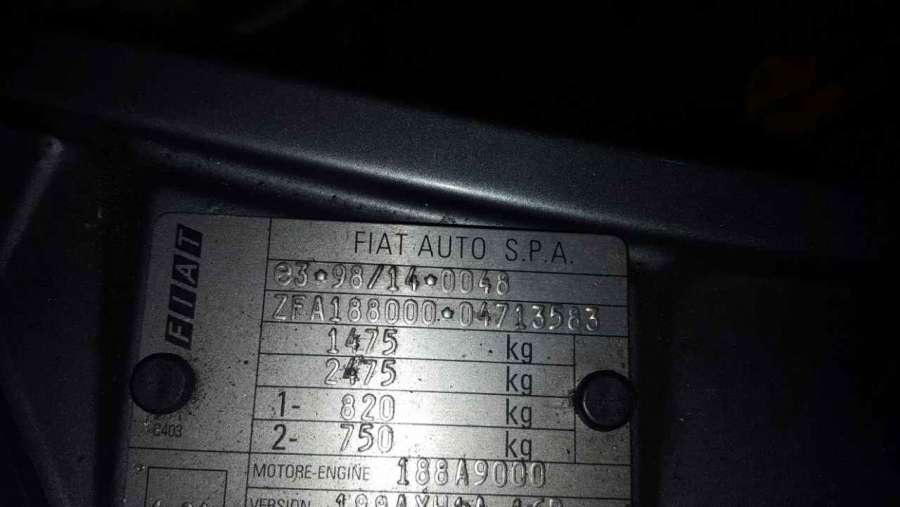 FIAT
FIAT AUTO S.P.A.
e3*98/14*0048
ZFA188000*04713583
1475 kg
2475 kg
1- 820 kg
2- 750 kg
C403
MOTORE-ENGINE 188A9000
VERSION